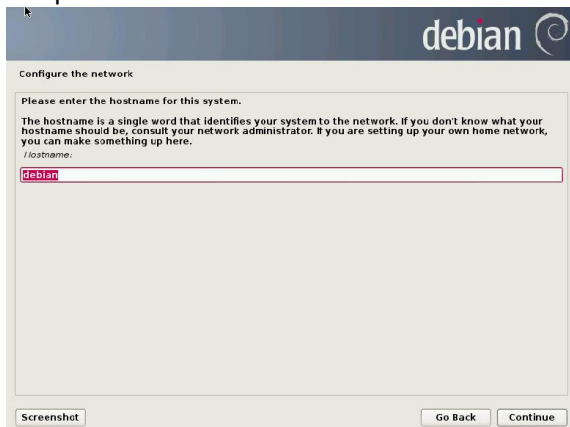 debian
Configure the network
Please enter the hostname for this system.
The hostname is a single word that identifies your system to the network. If you don't know what your
hostname should be, consult your network administrator. If you are setting up your own home network,
you can make something up here.
Hostname:
debian
Screenshot
Go Back
Continue